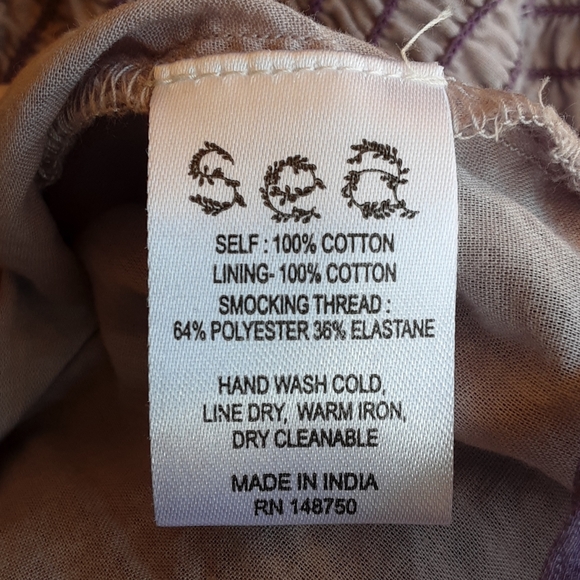 Sea
SELF : 100% COTTON
LINING- 100% COTTON
SMOCKING THREAD :
64% POLYESTER 36% ELASTANE
HAND WASH COLD,
LINE DRY, WARM IRON,
DRY CLEANABLE
MADE IN INDIA
RN 148750